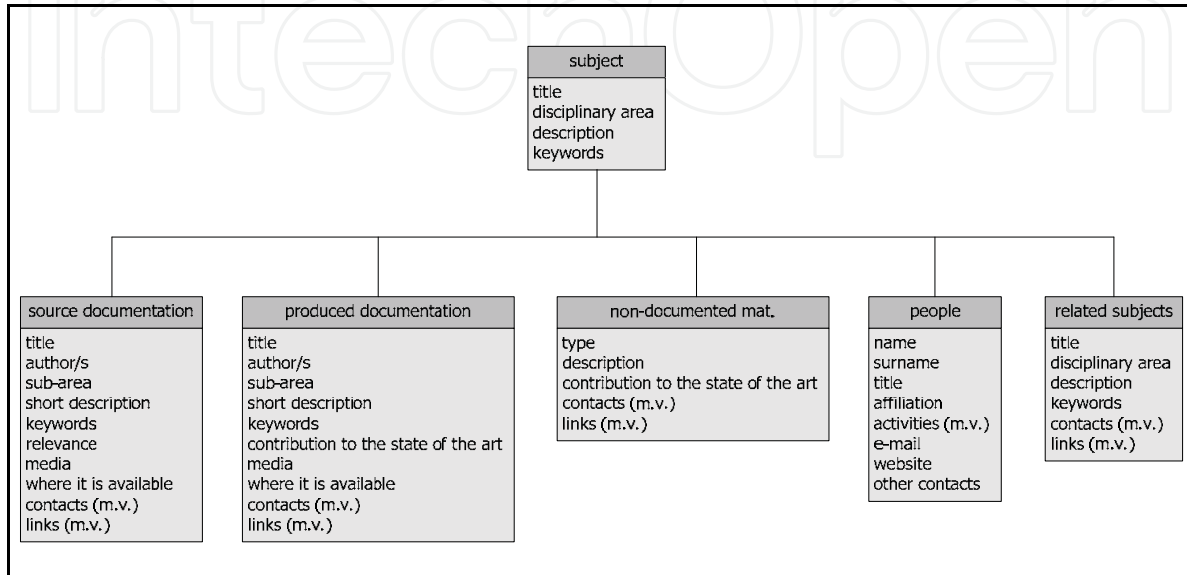 IntechOpen
subject
title
disciplinary area
description
keywords
source documentation
title
author/s
sub-area
short description
keywords
relevance
media
where it is available
contacts (m.v.)
links (m.v.)
produced documentation
title
author/s
sub-area
short description
keywords
contribution to the state of the art
media
where it is available
contacts (m.v.)
links (m.v.)
non-documented mat.
type
description
contribution to the state of the art
contacts (m.v.)
links (m.v.)
people
name
surname
title
affiliation
activities (m.v.)
e-mail
website
other contacts
related subjects
title
disciplinary area
description
keywords
contacts (m.v.)
links (m.v.)